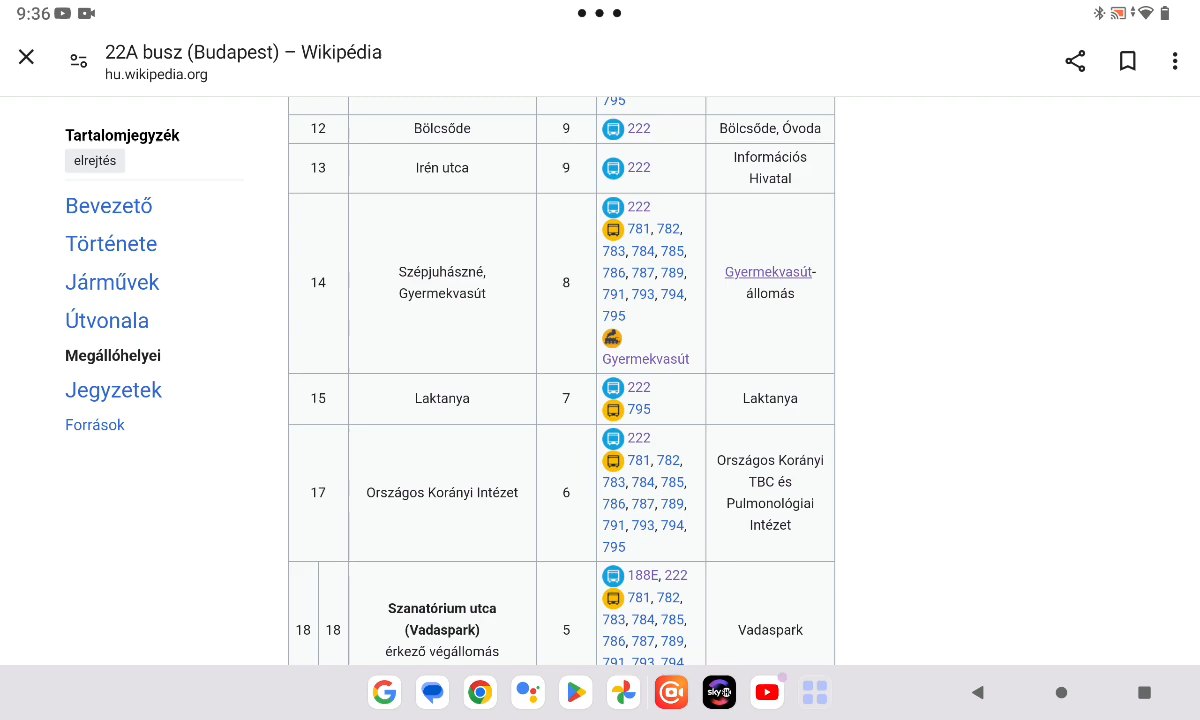 9:36
22A busz (Budapest) – Wikipédia
hu.wikipedia.org
Tartalomjegyzék
elrejtés
Bevezető
Története
Járművek
Útvonala
Megállóhelyei
Jegyzetek
Források
795
12 Bölcsőde 9 222 Bölcsőde, Óvoda
13 Irén utca 9 222 Információs
Hivatal
14 Szépjuhászné,
Gyermekvasút 8 222
781, 782,
783, 784, 785,
786, 787, 789,
791, 793, 794,
795
Gyermekvasút
Gyermekvasút-
állomás
15 Laktanya 7 222
795
Laktanya
17 Országos Korányi Intézet 6 222
781, 782,
783, 784, 785,
786, 787, 789,
791, 793, 794,
795
Országos Korányi
TBC és
Pulmonológiai
Intézet
18 18 Szanatórium utca
(Vadaspark)
érkező végállomás
5 188E, 222
781, 782,
783, 784, 785,
786, 787, 789,
791, 793, 794,
Vadaspark
sky